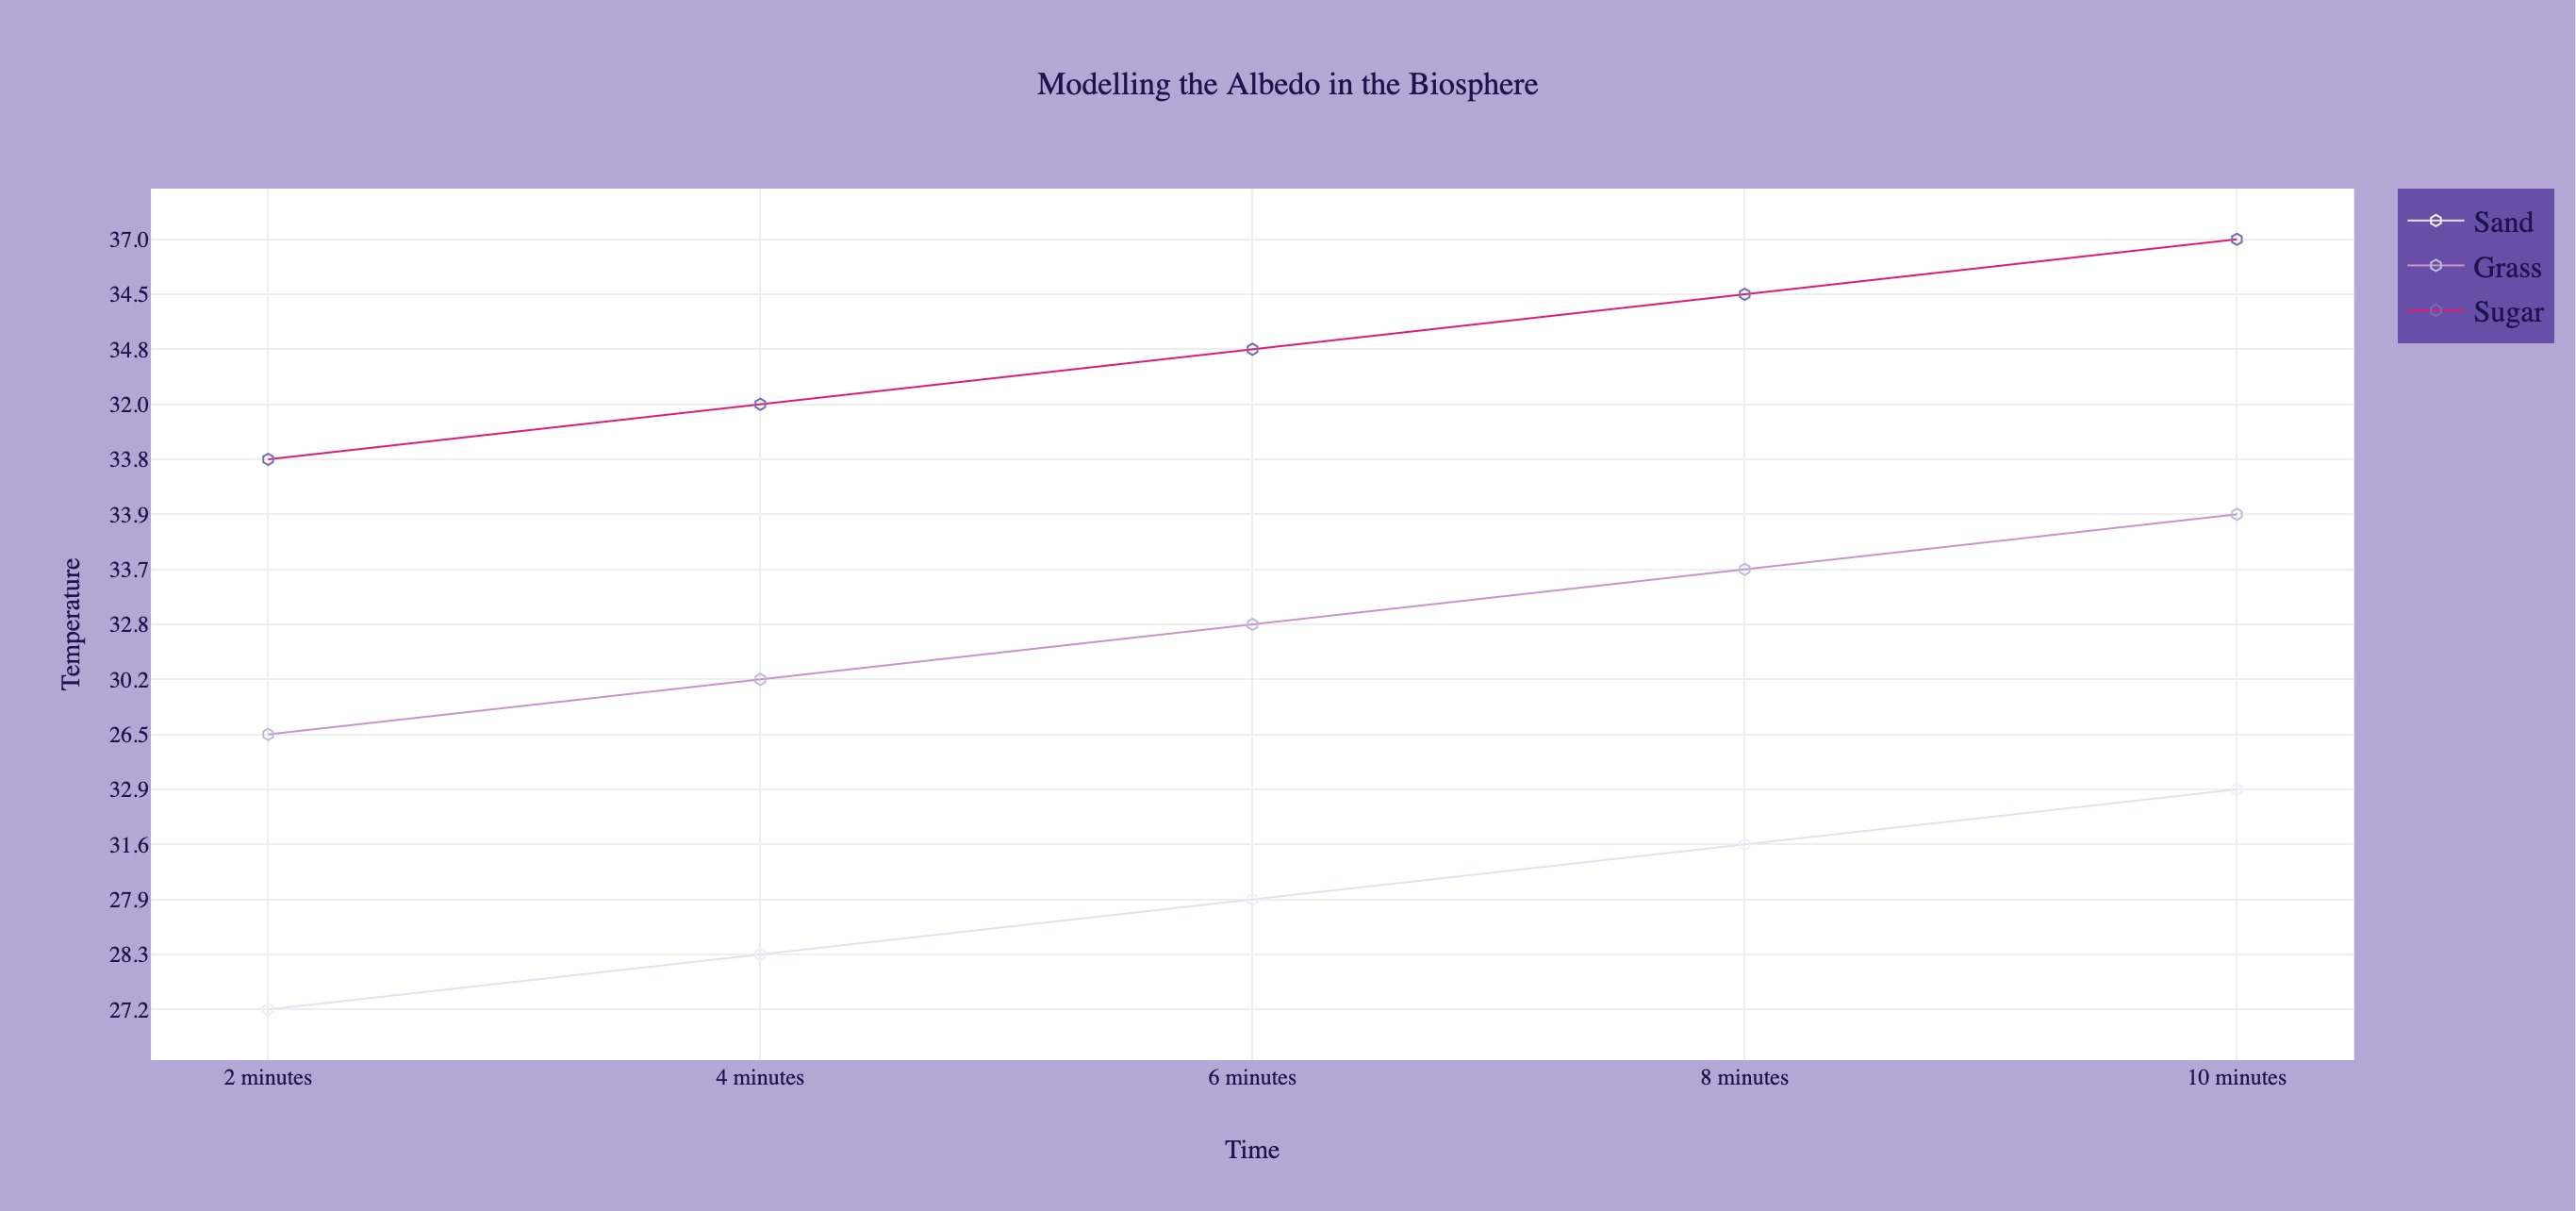 Modelling the Albedo in the Biosphere
Sand
Grass
Sugar
Temperature
37.0
34.5
34.8
32.0
33.8
33.9
33.7
32.8
30.2
26.5
32.9
31.6
27.9
28.3
27.2
2 minutes 4 minutes 6 minutes 8 minutes 10 minutes
Time